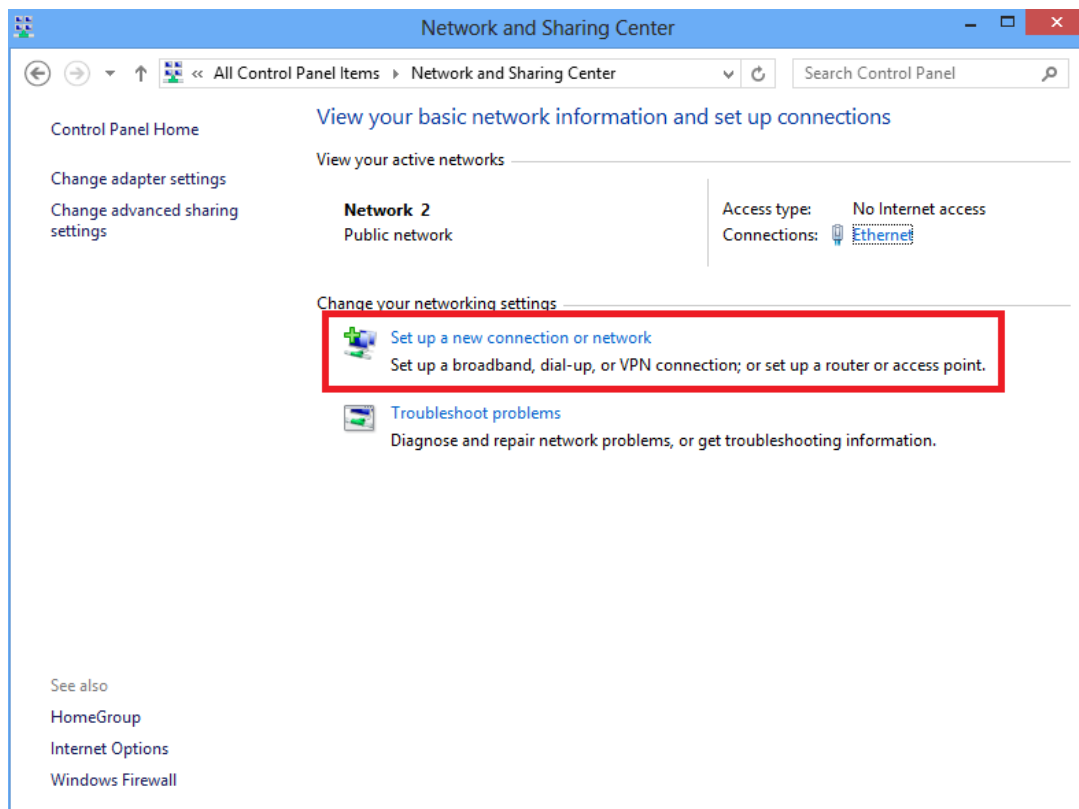 Network and Sharing Center
« All Control Panel Items Network and Sharing Center
Search Control Panel
Control Panel Home
Change adapter settings
Change advanced sharing
settings
View your basic network information and set up connections
View your active networks
Network 2
Public network
Access type: No Internet access
Connections: Ethernet
Change your networking settings
Set up a new connection or network
Set up a broadband, dial-up, or VPN connection; or set up a router or access point.
Troubleshoot problems
Diagnose and repair network problems, or get troubleshooting information.
See also
HomeGroup
Internet Options
Windows Firewall